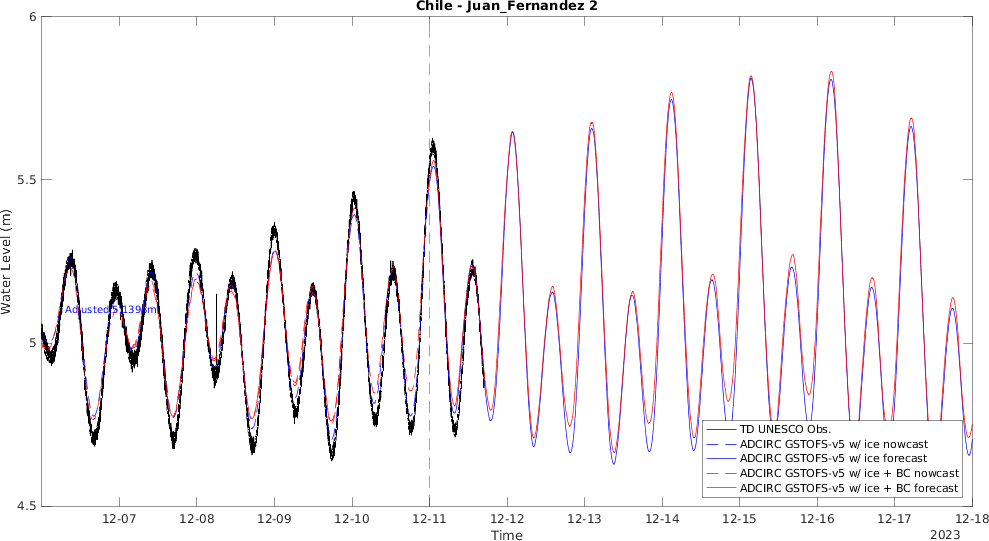 Chile - Juan_Fernandez 2
6
5.5
5
4.5
Water Level (m)
TD UNESCO Obs.
ADCIRC GSTOFS-v5 w/ ice nowcast
ADCIRC GSTOFS-v5 w/ ice forecast
ADCIRC GSTOFS-v5 w/ ice + BC nowcast
ADCIRC GSTOFS-v5 w/ ice + BC forecast
12-07 12-08 12-09 12-10 12-11 12-12 12-13 12-14 12-15 12-16 12-17 12-18
Time
2023